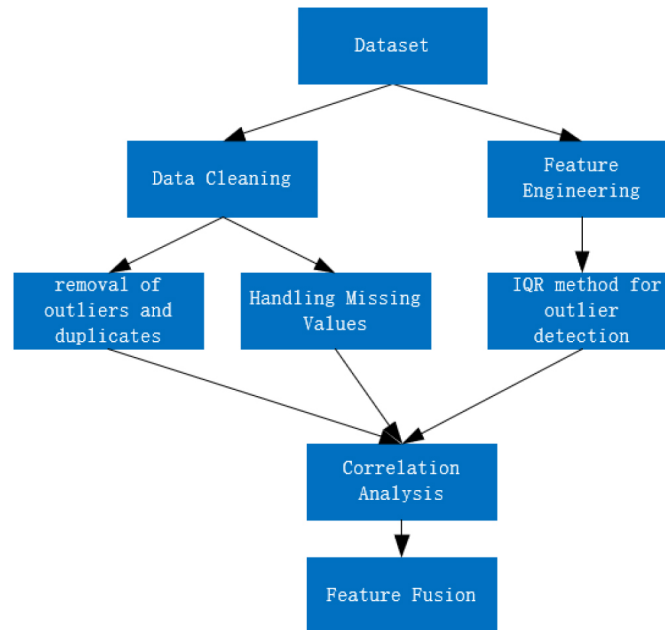 Dataset
Data Cleaning
Feature
Engineering
removal of
outliers and
duplicates
Handling Missing
Values
IQR method for
outlier
detection
Correlation
Analysis
Feature Fusion